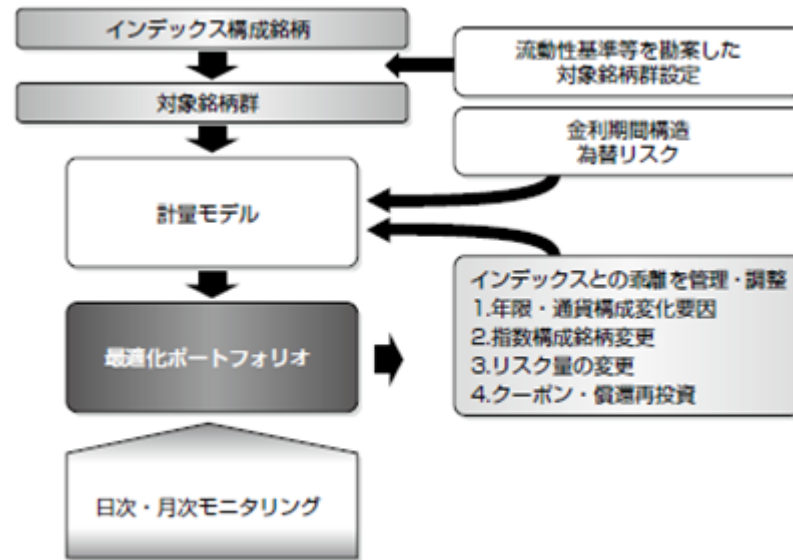 インデックス構成銘柄
流動性基準等を勘案した
対象銘柄群設定
対象銘柄群
金利期間構造
為替リスク
計量モデル
インデックスとの乖離を管理・調整
1.年限・通貨構成変化要因
2.指数構成銘柄変更
3.リスク量の変更
4.クーポン・償還再投資
最適化ポートフォリオ
日次・月次モニタリング